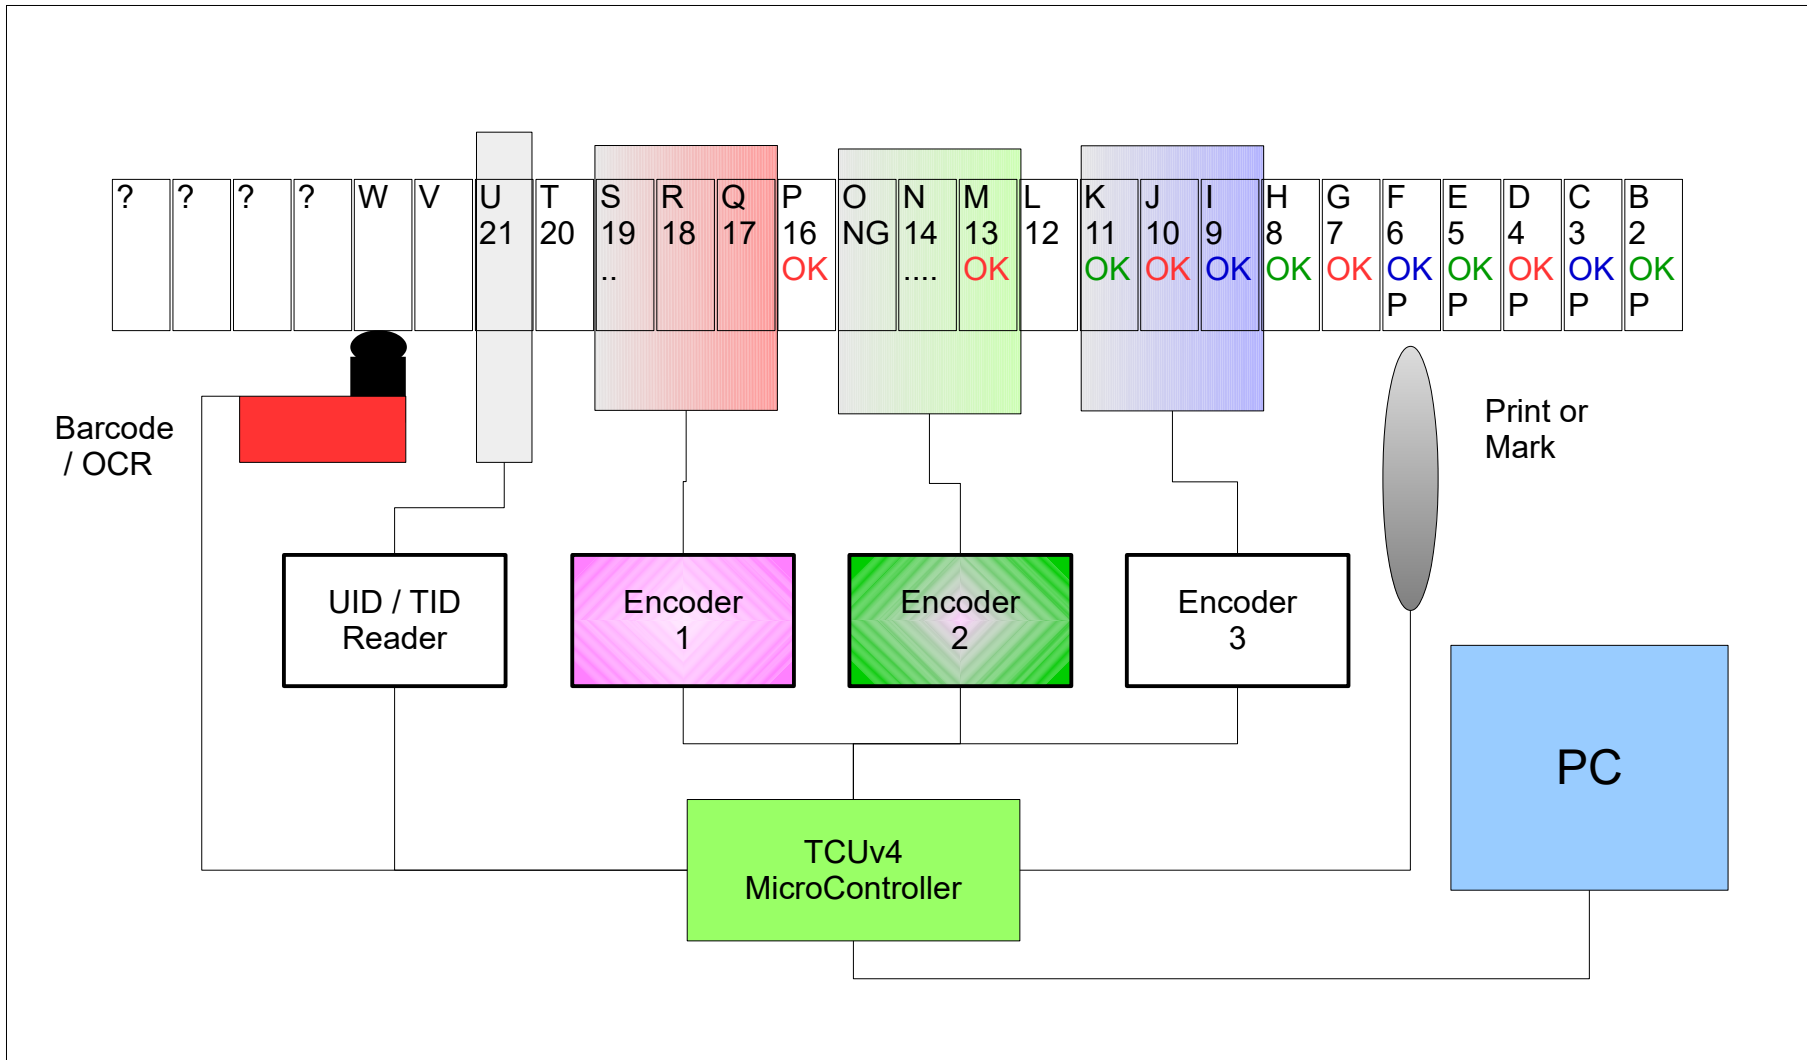 ? ? ? ? W V U T S R Q P O N M L K J I H G F E D C B
21 20 19 18 17 16 NG 14 13 12 11 10 9 8 7 6 5 4 3 2
.. OK .... OK OK OK OK OK OK OK OK OK OK OK
P P P P P
Barcode
/ OCR
Print or
Mark
UID / TID
Reader
Encoder
1
Encoder
2
Encoder
3
PC
TCUv4
MicroController